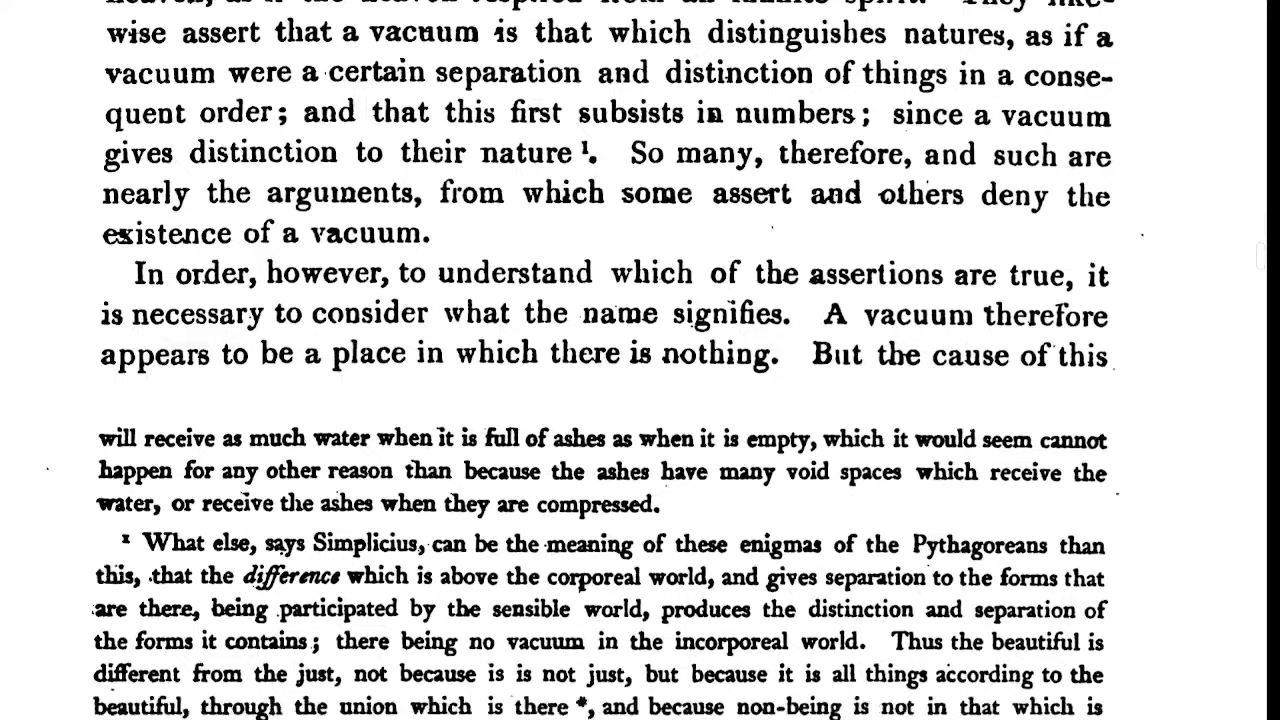 heaven, as if the heaven respired from an infinite spirit. They like-
wise assert that a vacuum is that which distinguishes natures, as if a
vacuum were a certain separation and distinction of things in a conse-
quent order; and that this first subsists in numbers; since a vacuum
gives distinction to their nature ¹. So many, therefore, and such are
nearly the arguments, from which some assert and others deny the
existence of a vacuum.
In order, however, to understand which of the assertions are true, it
is necessary to consider what the name signifies. A vacuum therefore
appears to be a place in which there is nothing. But the cause of this
will receive as much water when it is full of ashes as when it is empty, which it would seem cannot
happen for any other reason than because the ashes have many void spaces which receive the
water, or receive the ashes when they are compressed.
¹ What else, says Simplicius, can be the meaning of these enigmas of the Pythagoreans than
this, that the difference which is above the corporeal world, and gives separation to the forms that
are there, being participated by the sensible world, produces the distinction and separation of
the forms it contains; there being no vacuum in the incorporeal world. Thus the beautiful is
different from the just, not because is is not just, but because it is all things according to the
beautiful, through the union which is there *, and because non-being is not in that which is